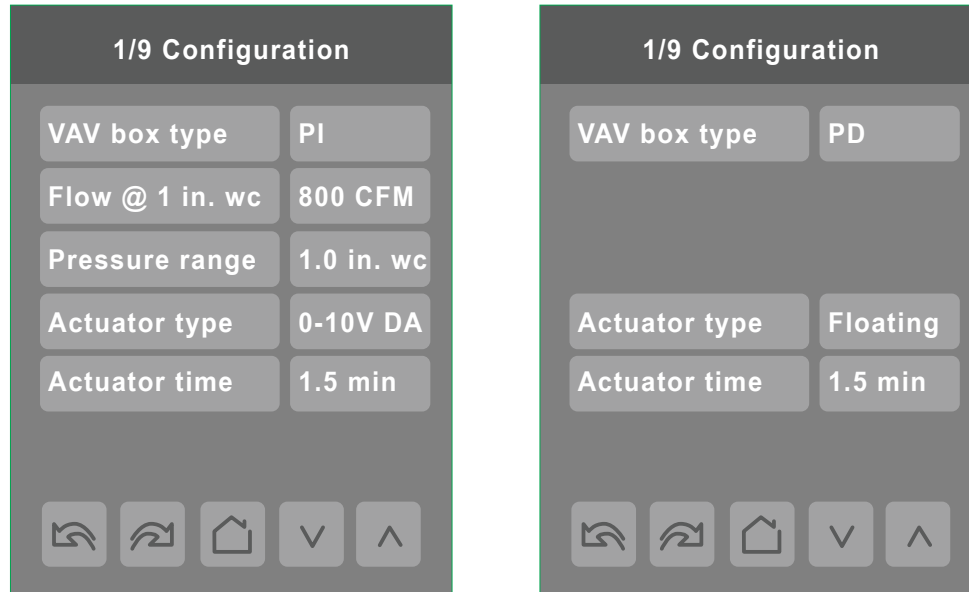 1/9 Configuration
VAV box type PI
Flow @ 1 in. wc 800 CFM
Pressure range 1.0 in. wc
Actuator type 0-10V DA
Actuator time 1.5 min
1/9 Configuration
VAV box type PD
Actuator type Floating
Actuator time 1.5 min